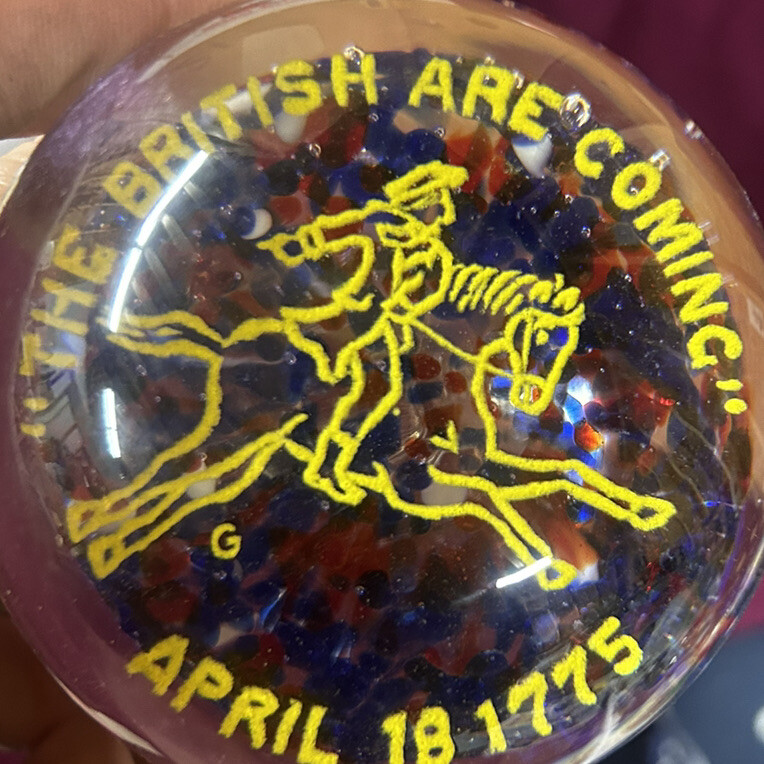 "THE BRITISH ARE COMING".
G
APRIL 18 1775